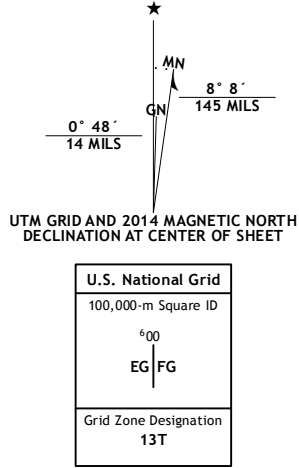 ★
MN
8° 8´
GN
145 MILS
0° 48´
14 MILS
UTM GRID AND 2014 MAGNETIC NORTH
DECLINATION AT CENTER OF SHEET
U.S. National Grid
100,000-m Square ID
⁶00
EG FG
Grid Zone Designation
13T